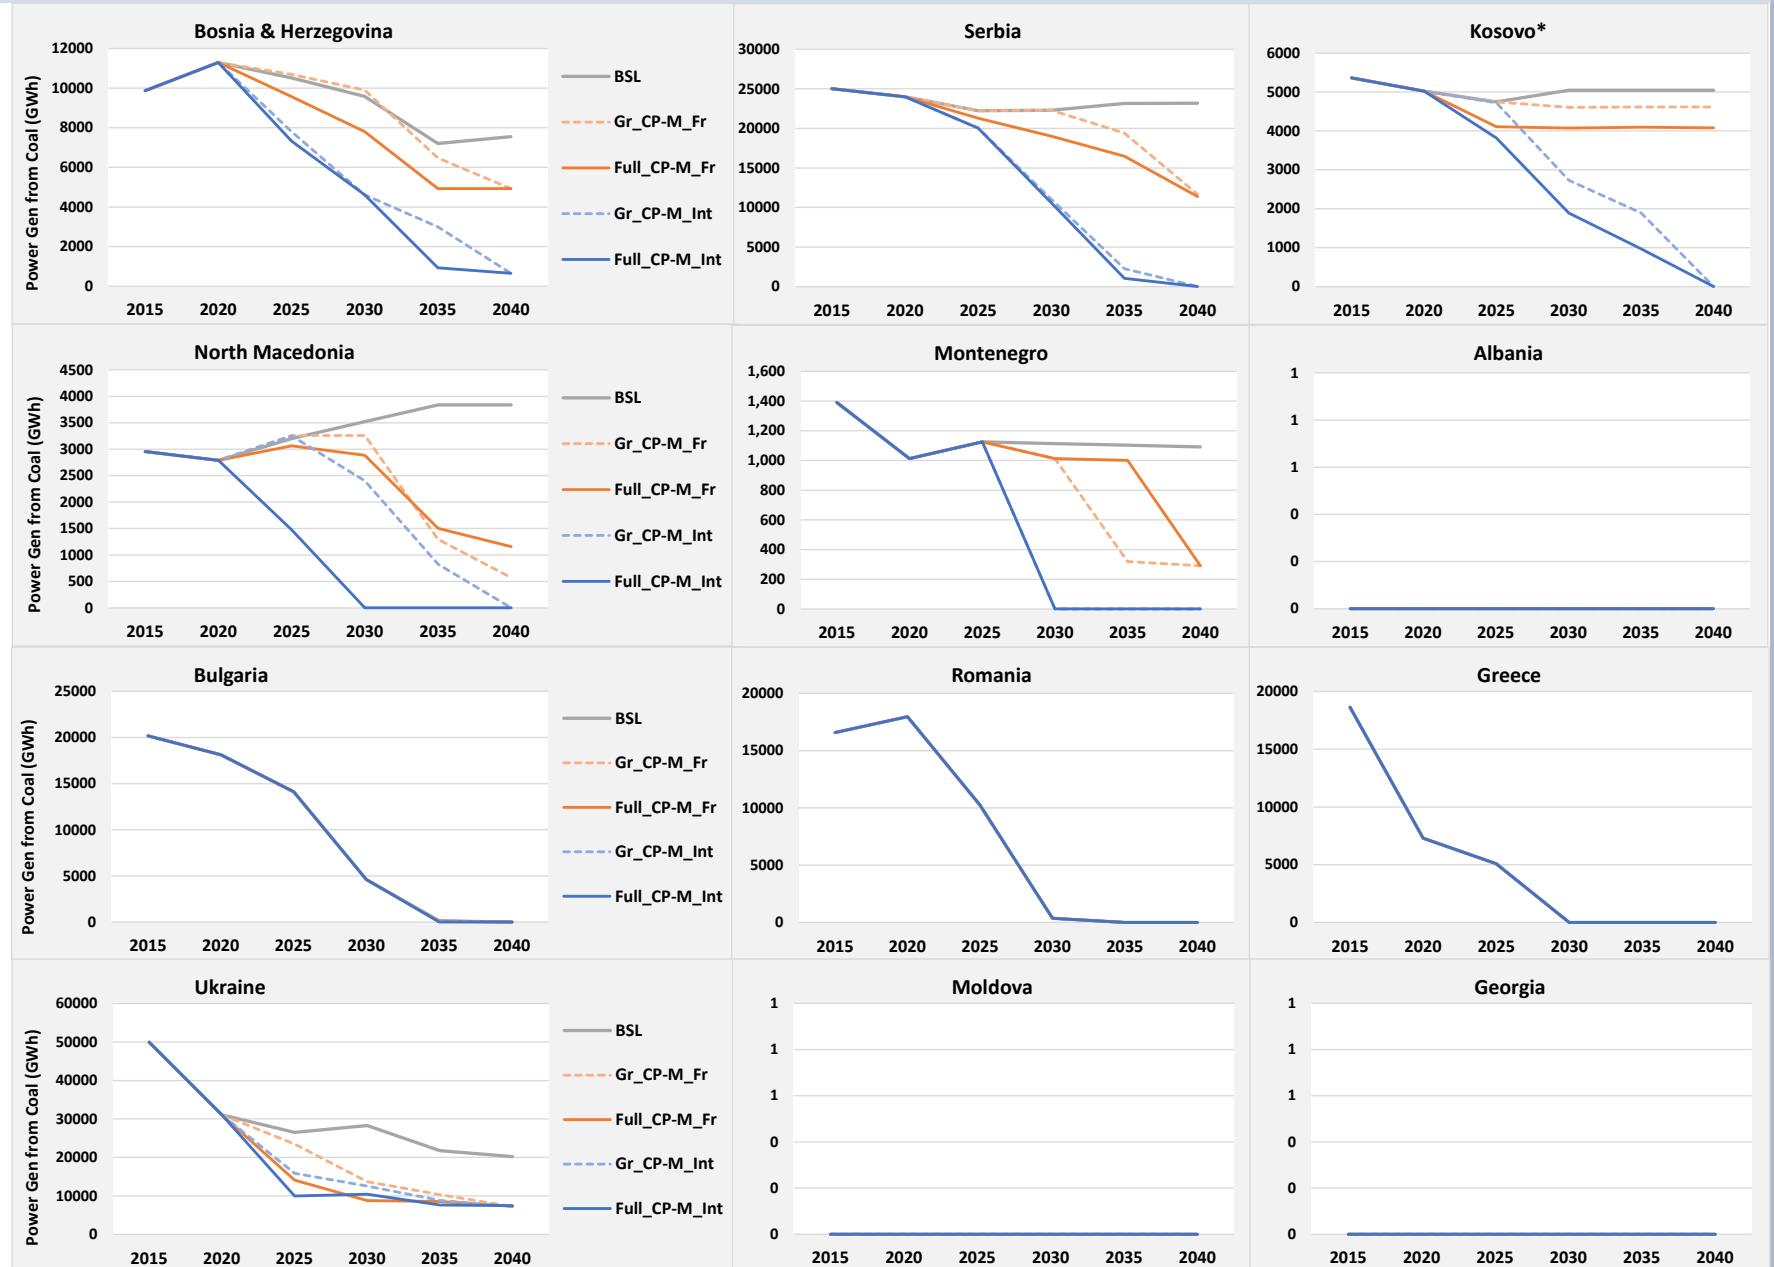 Bosnia & Herzegovina
Power Gen from Coal (GWh)
12000
10000
8000
6000
4000
2000
0
2015 2020 2025 2030 2035 2040
BSL
Gr_CP-M_Fr
Full_CP-M_Fr
Gr_CP-M_Int
Full_CP-M_Int
Serbia
30000
25000
20000
15000
10000
5000
0
2015 2020 2025 2030 2035 2040
Kosovo*
6000
5000
4000
3000
2000
1000
0
2015 2020 2025 2030 2035 2040
North Macedonia
Power Gen from Coal (GWh)
4500
4000
3500
3000
2500
2000
1500
1000
500
0
2015 2020 2025 2030 2035 2040
BSL
Gr_CP-M_Fr
Full_CP-M_Fr
Gr_CP-M_Int
Full_CP-M_Int
Montenegro
1,600
1,400
1,200
1,000
800
600
400
200
0
2015 2020 2025 2030 2035 2040
Albania
1
1
1
0
0
0
2015 2020 2025 2030 2035 2040
Bulgaria
Power Gen from Coal (GWh)
25000
20000
15000
10000
5000
0
2015 2020 2025 2030 2035 2040
BSL
Gr_CP-M_Fr
Full_CP-M_Fr
Gr_CP-M_Int
Full_CP-M_Int
Romania
20000
15000
10000
5000
0
2015 2020 2025 2030 2035 2040
Greece
20000
15000
10000
5000
0
2015 2020 2025 2030 2035 2040
Ukraine
Power Gen from Coal (GWh)
60000
50000
40000
30000
20000
10000
0
2015 2020 2025 2030 2035 2040
BSL
Gr_CP-M_Fr
Full_CP-M_Fr
Gr_CP-M_Int
Full_CP-M_Int
Moldova
1
1
1
0
0
0
2015 2020 2025 2030 2035 2040
Georgia
1
1
1
0
0
0
2015 2020 2025 2030 2035 2040